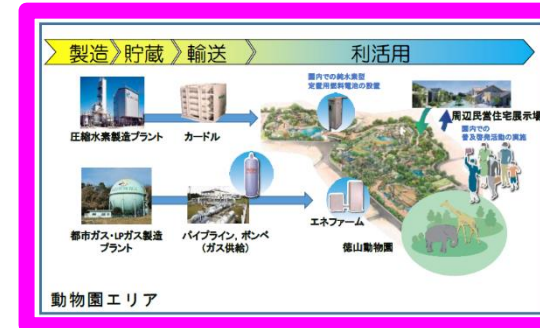 製造 貯蔵 輸送 利活用
園内での純水素型
定置用燃料電池の設置
周辺民営住宅展示場
圧縮水素製造プラント
カードル
園内での
普及啓発活動の実施
エネファーム
都市ガス・LPガス製造
プラント
パイプライン、ボンベ
(ガス供給)
徳山動物園
動物園エリア